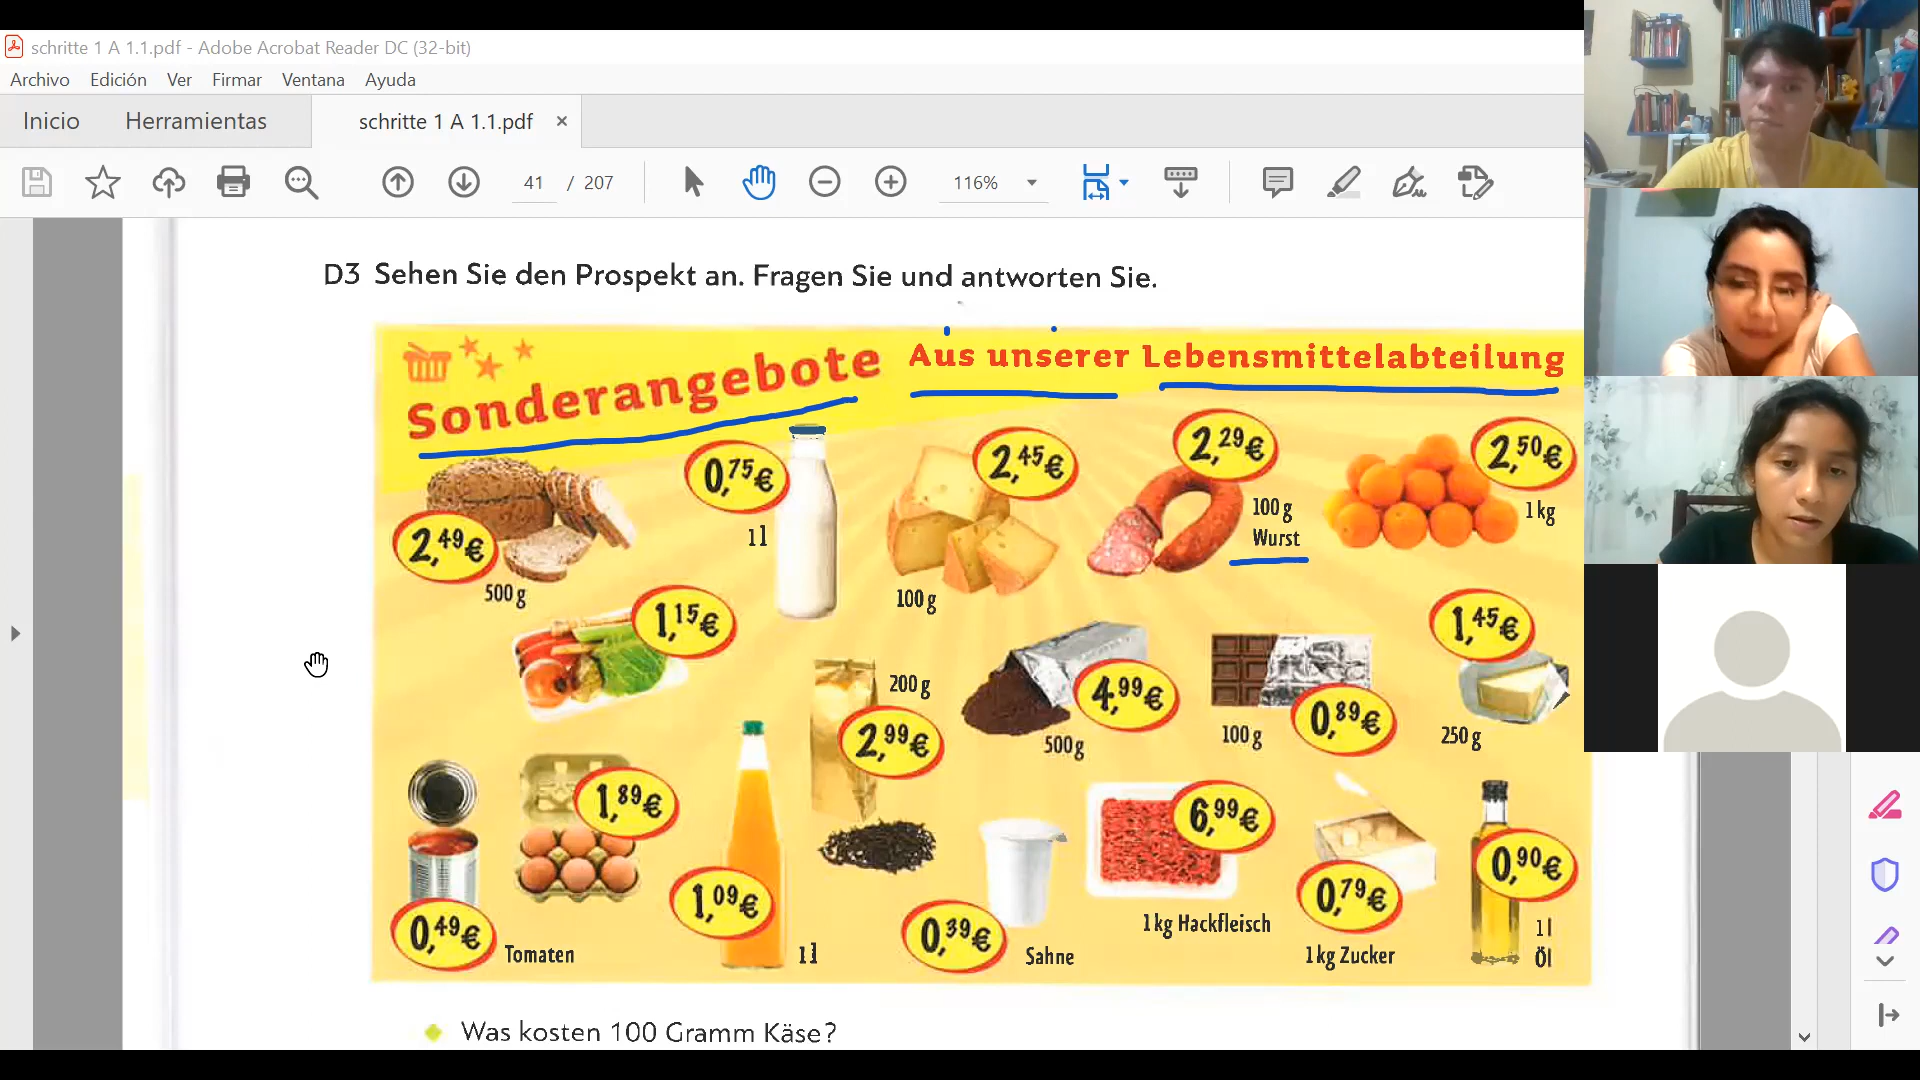 schritte 1 A 1.1.pdf - Adobe Acrobat Reader DC (32-bit)
Archivo Edición Ver Firmar Ventana Ayuda
Inicio Herramientas schritte 1 A 1.1.pdf ×
41 / 207 116%
D3 Sehen Sie den Prospekt an. Fragen Sie und antworten Sie.
Sonderangebote
Aus unserer Lebensmittelabteilung
2,49€
500 g
0,75€
1 l
2,45€
100 g
2,29€
100 g
Wurst
2,50€
1 kg
1,15€
200 g
2,99€
4,99€
500 g
100 g
0,89€
1,45€
250 g
0,49€
Tomaten
1,89€
1,09€
1 l
0,39€
Sahne
6,99€
1 kg Hackfleisch
0,79€
1 kg Zucker
0,90€
1 l
Öl
Was kosten 100 Gramm Käse?